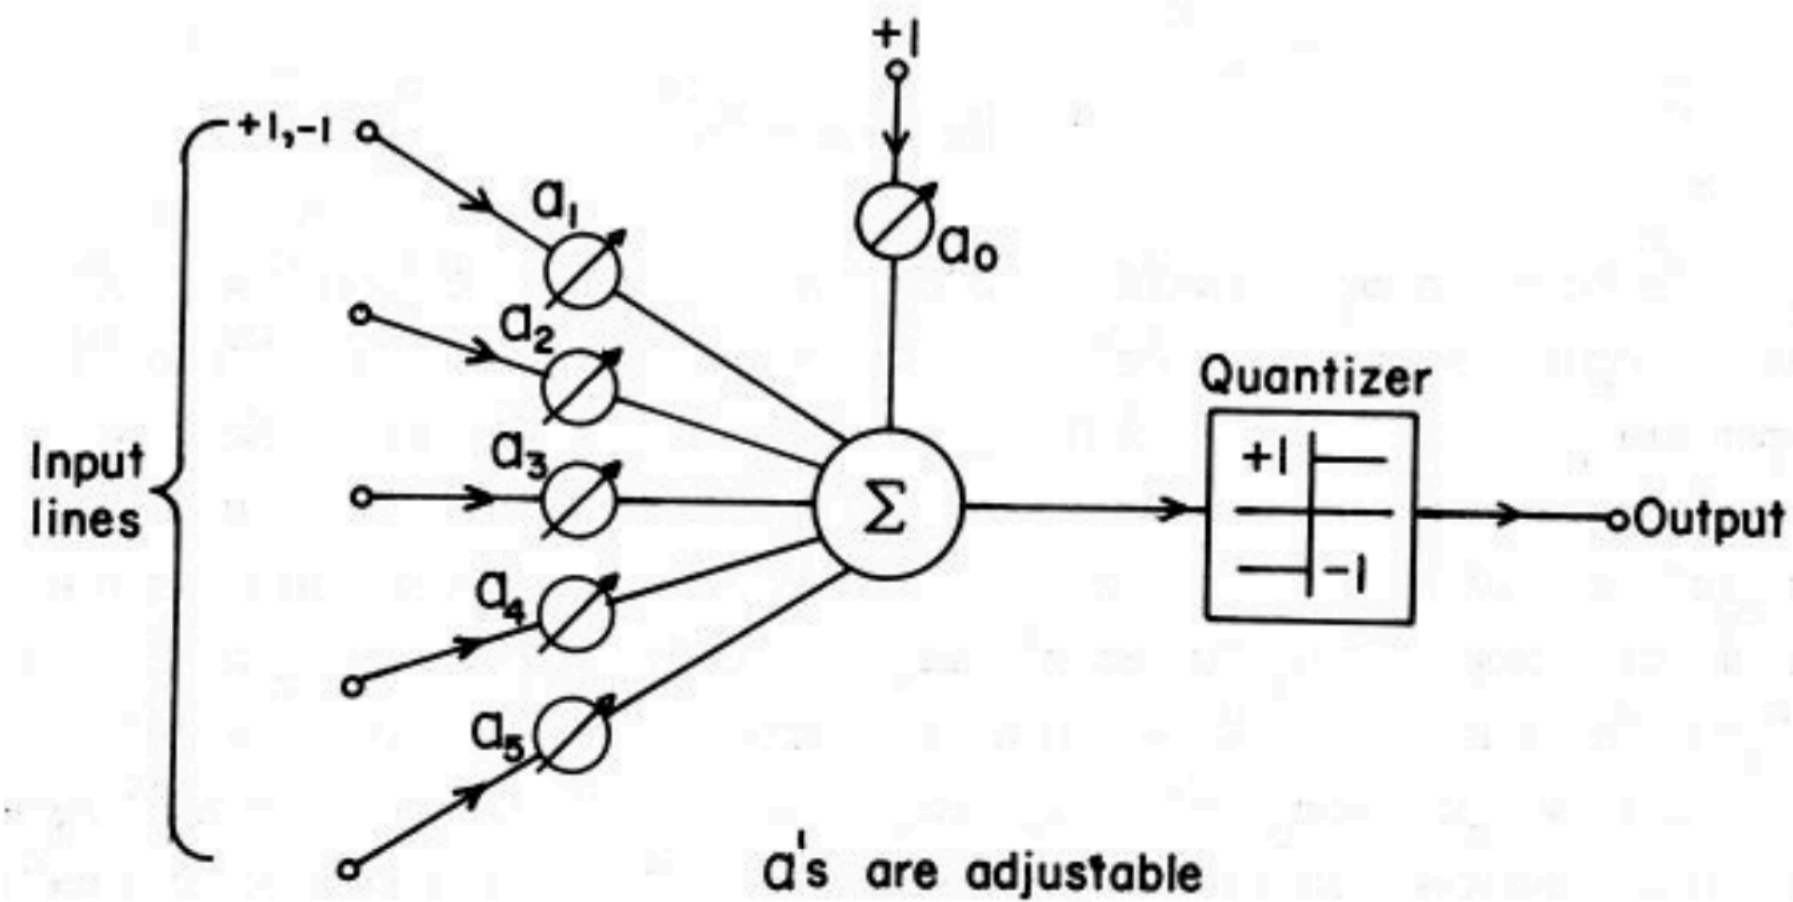 +1
+1,-1
a1
a0
a2
Quantizer
a3
+1
Input
lines
Σ
Output
-1
a4
a5
a's are adjustable